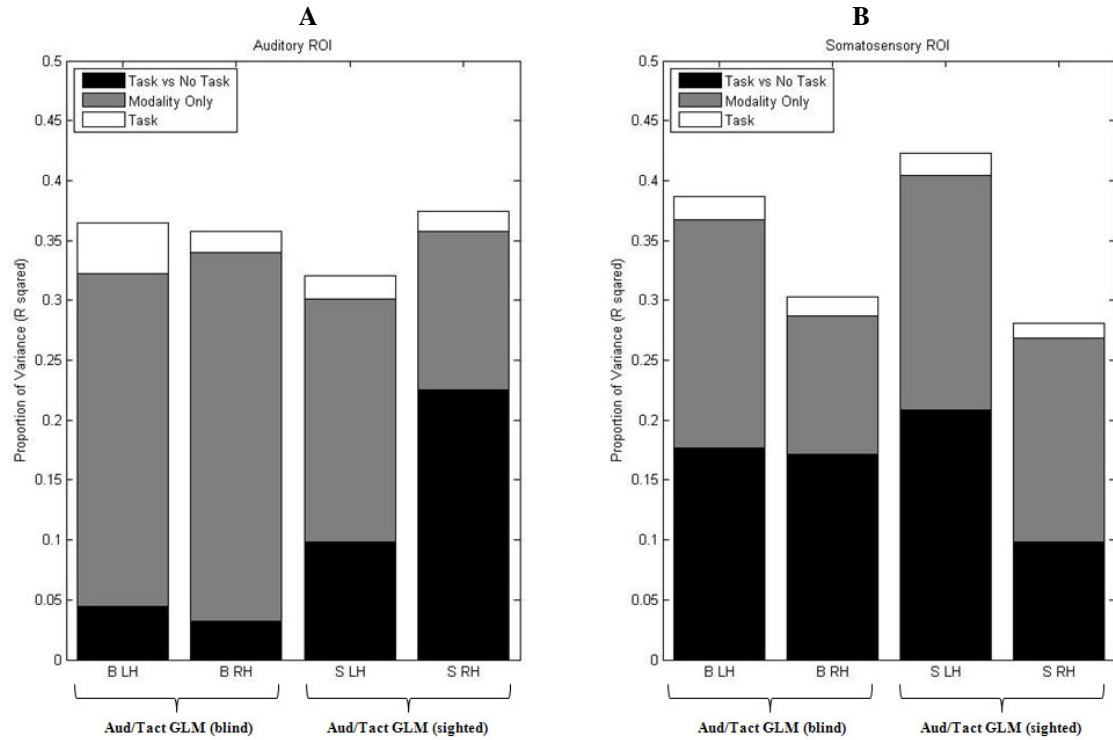 A
Auditory ROI
0.5
0.45
0.4
0.35
0.3
0.25
0.2
0.15
0.1
0.05
0
Proportion of Variance (R sqared)
Task vs No Task
Modality Only
Task
B LH
B RH
S LH
S RH
Aud/Tact GLM (blind)
Aud/Tact GLM (sighted)
B
Somatosensory ROI
0.5
0.45
0.4
0.35
0.3
0.25
0.2
0.15
0.1
0.05
0
Proportion of Variance (R sqared)
Task vs No Task
Modality Only
Task
B LH
B RH
S LH
S RH
Aud/Tact GLM (blind)
Aud/Tact GLM (sighted)